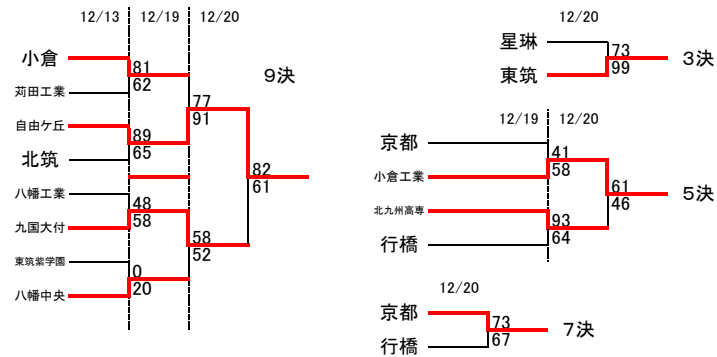 12/13 12/19 12/20
小倉
81
62
苅田工業
9決
77
91
自由ケ丘
89
65
北筑
82
61
八幡工業
48
58
九国大付
58
52
東筑紫学園
0
20
八幡中央
12/20
星琳
73
99
3決
東筑
12/19 12/20
京都
41
58
小倉工業
61
46
5決
北九州高専
93
64
行橋
12/20
京都
73
67
7決
行橋